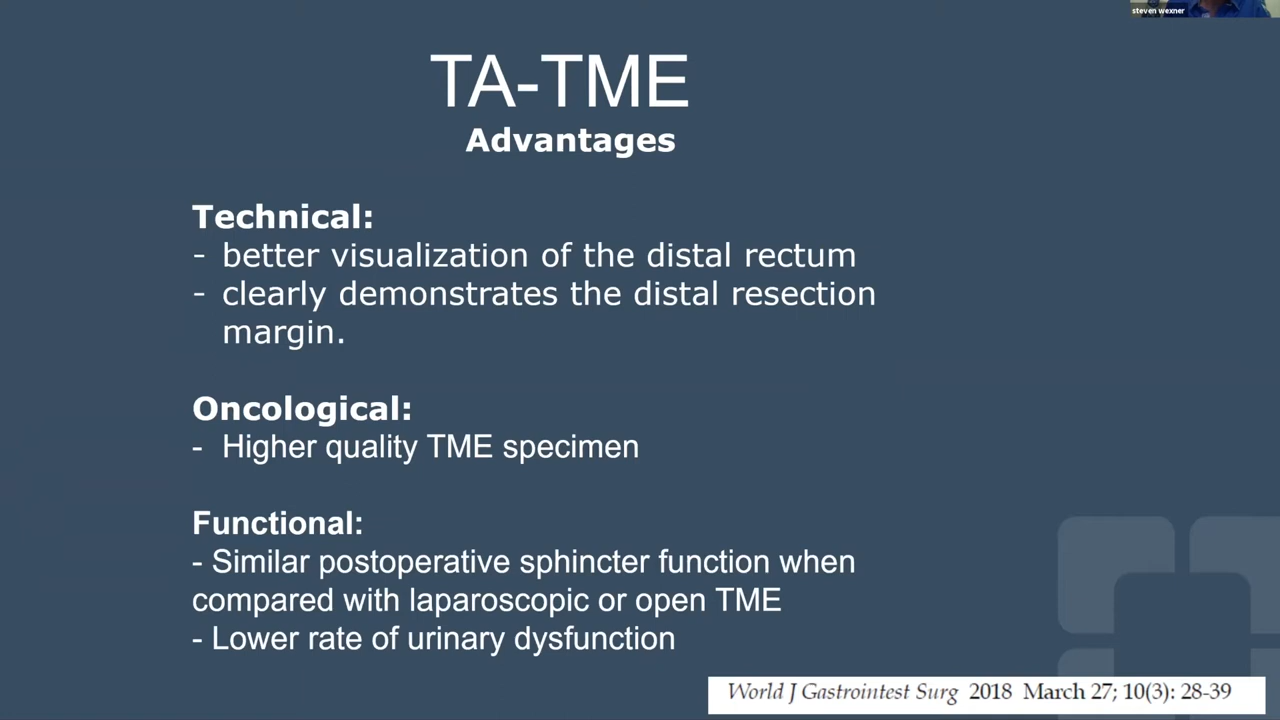 steven wexner
TA-TME
Advantages
Technical:
- better visualization of the distal rectum
- clearly demonstrates the distal resection
margin.
Oncological:
- Higher quality TME specimen
Functional:
- Similar postoperative sphincter function when
compared with laparoscopic or open TME
- Lower rate of urinary dysfunction
World J Gastrointest Surg 2018 March 27; 10(3): 28-39